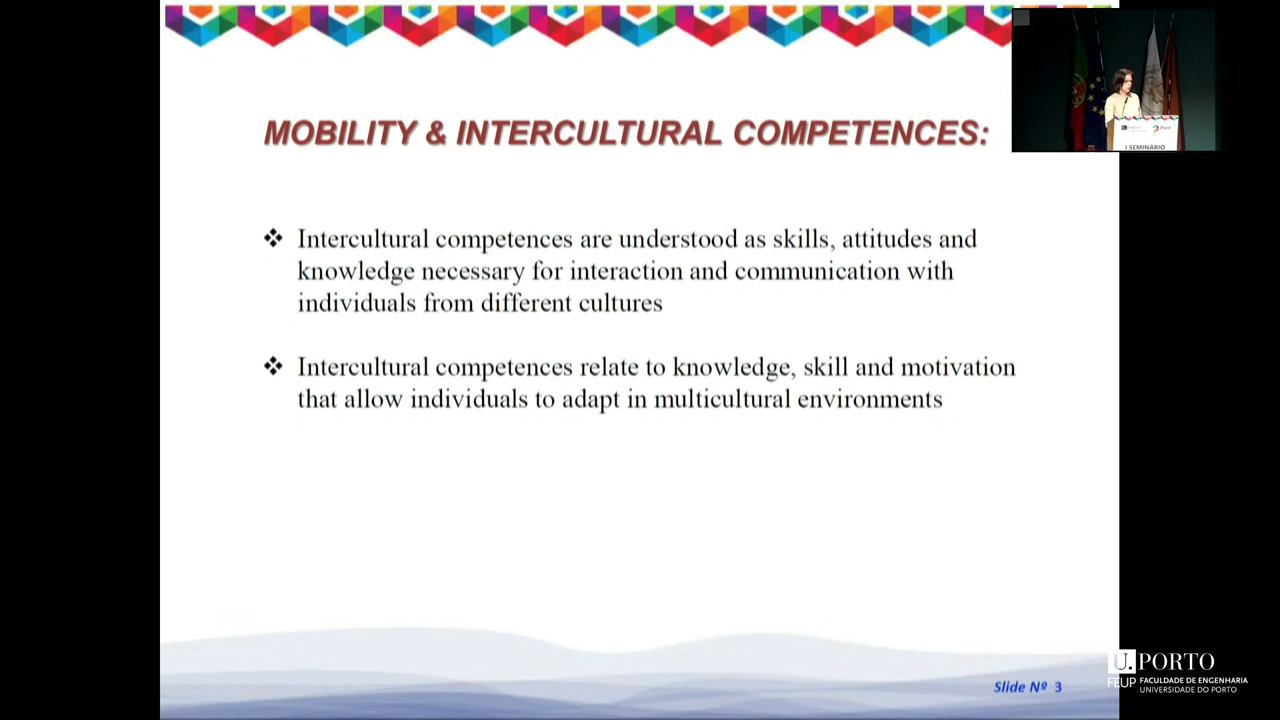 MOBILITY & INTERCULTURAL COMPETENCES:
I SEMINÁRIO
❖ Intercultural competences are understood as skills, attitudes and
knowledge necessary for interaction and communication with
individuals from different cultures
❖ Intercultural competences relate to knowledge, skill and motivation
that allow individuals to adapt in multicultural environments
Slide Nº 3
U.PORTO
FEUP FACULDADE DE ENGENHARIA
UNIVERSIDADE DO PORTO